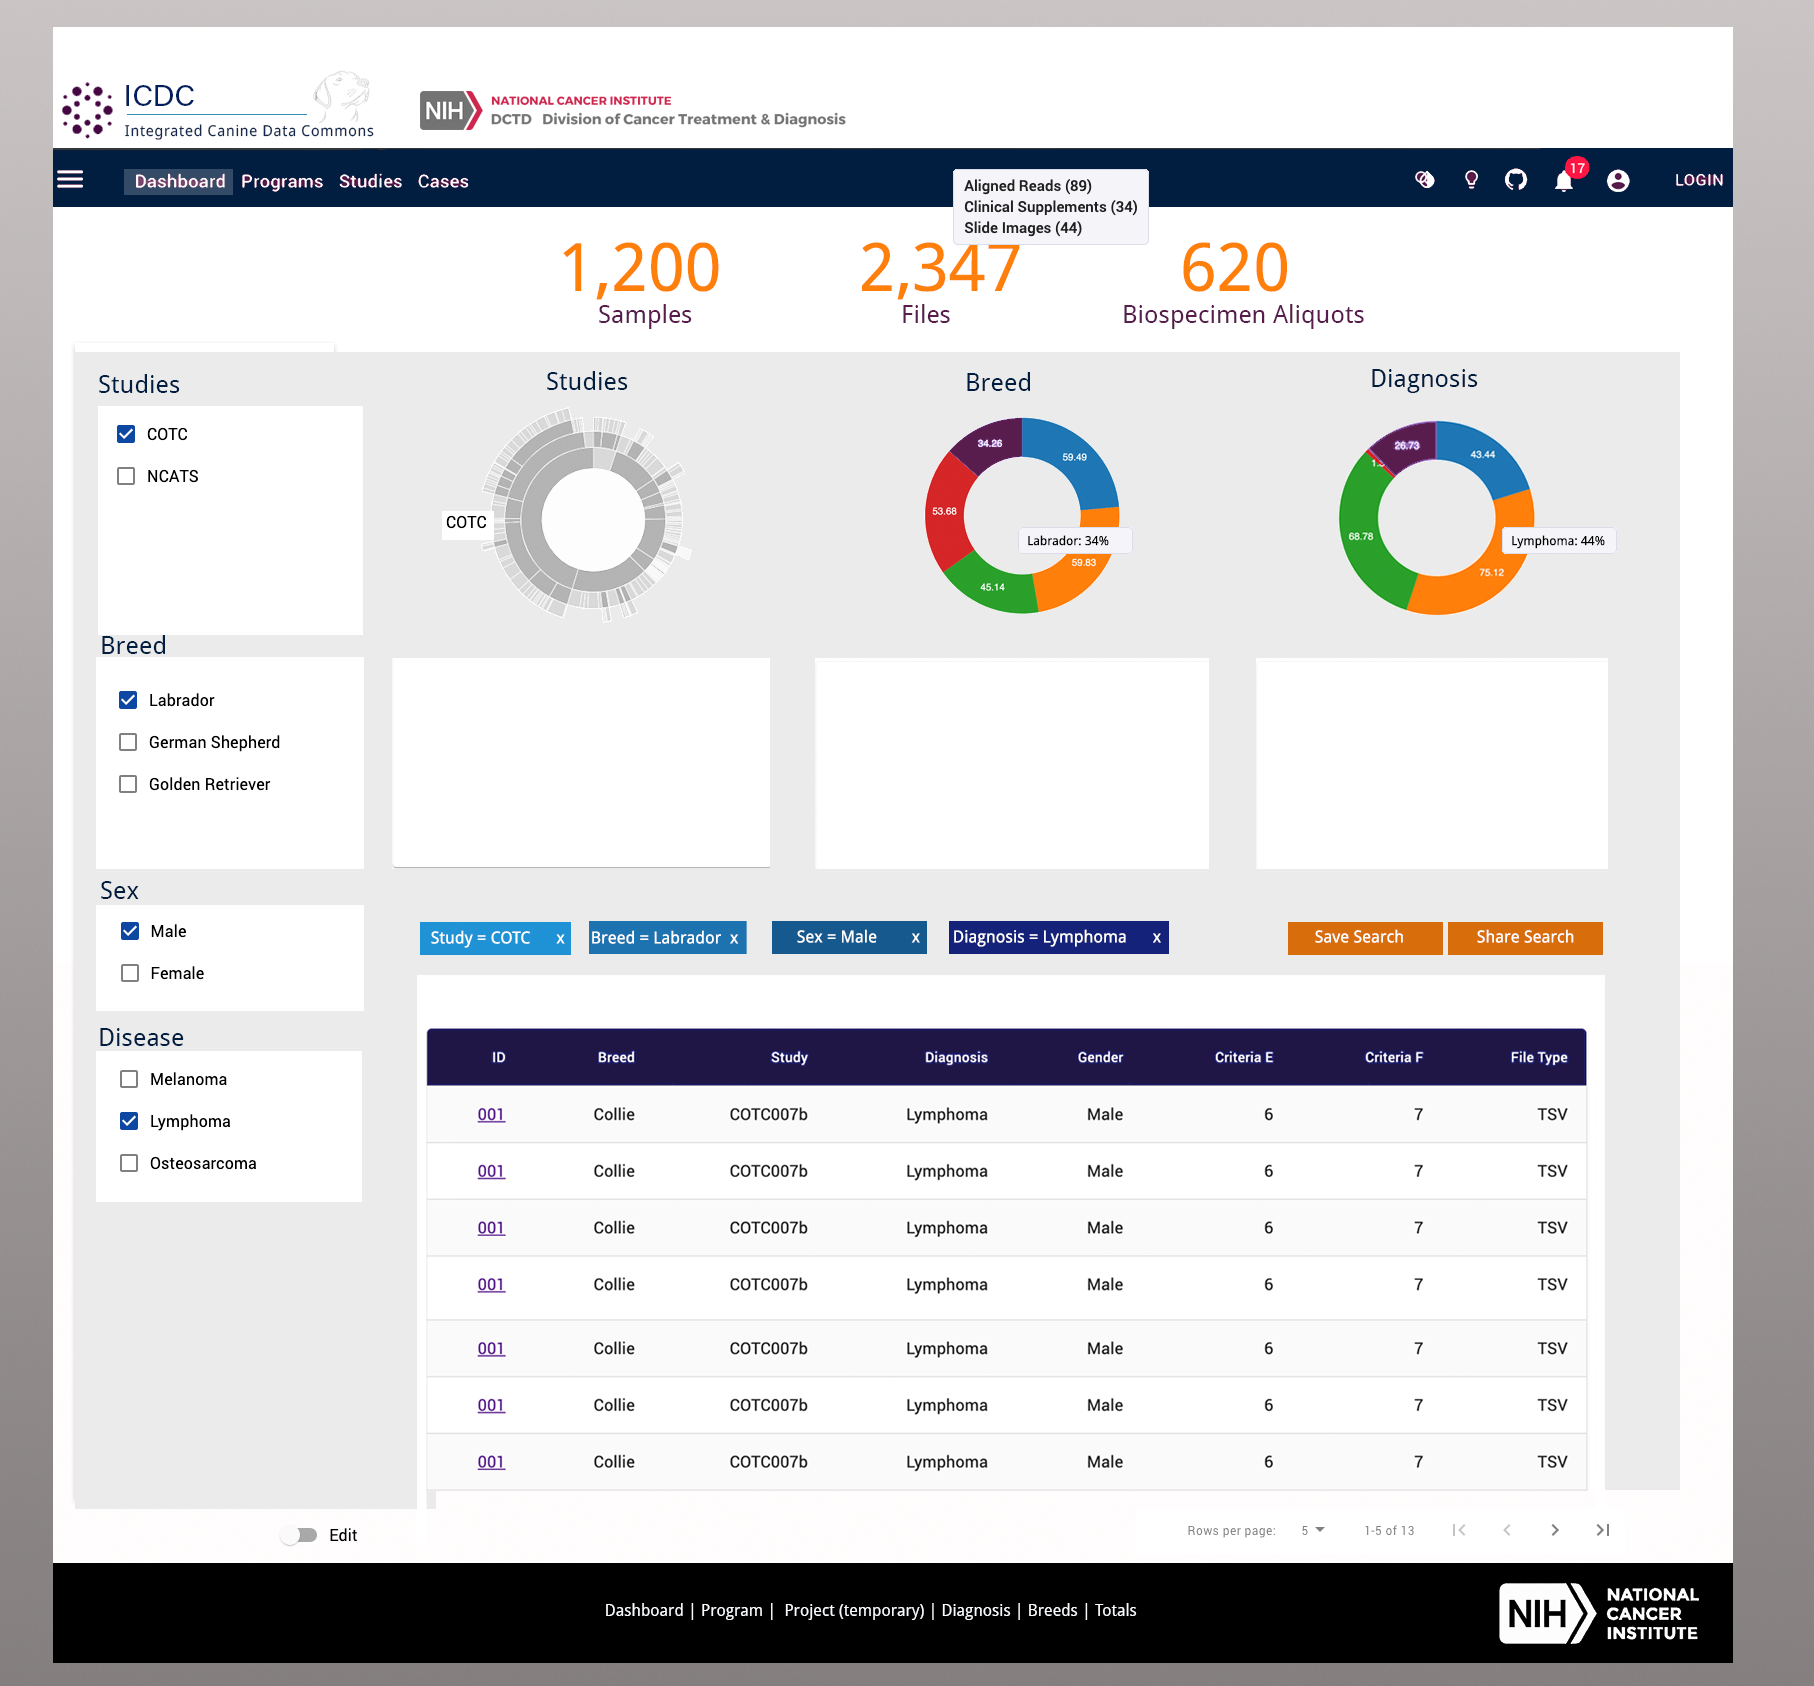 ICDC
Integrated Canine Data Commons
NIH NATIONAL CANCER INSTITUTE
DCTD Division of Cancer Treatment & Diagnosis
Dashboard Programs Studies Cases
17
LOGIN
Aligned Reads (89)
Clinical Supplements (34)
Slide Images (44)
1,200 2,347 620
Samples Files Biospecimen Aliquots
Studies
COTC
NCATS
Breed
Labrador
German Shepherd
Golden Retriever
Sex
Male
Female
Disease
Melanoma
Lymphoma
Osteosarcoma
Studies
COTC
Breed
34.26
59.49
53.68
Labrador: 34%
59.83
45.14
Diagnosis
26.73
43.44
68.78
Lymphoma: 44%
75.12
Study = COTC x
Breed = Labrador x
Sex = Male x
Diagnosis = Lymphoma x
Save Search
Share Search
ID Breed Study Diagnosis Gender Criteria E Criteria F File Type
001 Collie COTC007b Lymphoma Male 6 7 TSV
001 Collie COTC007b Lymphoma Male 6 7 TSV
001 Collie COTC007b Lymphoma Male 6 7 TSV
001 Collie COTC007b Lymphoma Male 6 7 TSV
001 Collie COTC007b Lymphoma Male 6 7 TSV
001 Collie COTC007b Lymphoma Male 6 7 TSV
001 Collie COTC007b Lymphoma Male 6 7 TSV
Edit
Rows per page: 5 1-5 of 13
Dashboard | Program | Project (temporary) | Diagnosis | Breeds | Totals
NIH NATIONAL
CANCER
INSTITUTE